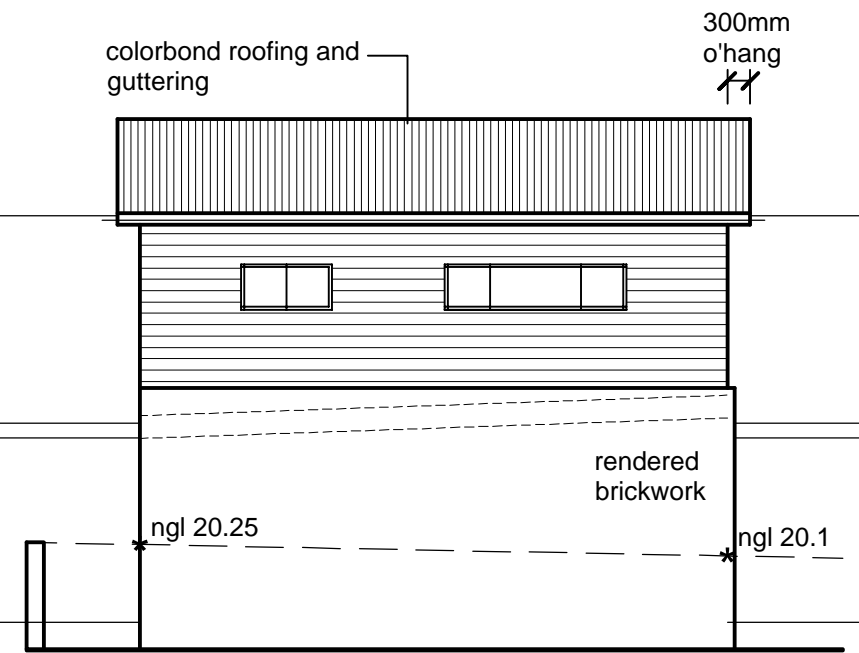 300mm
o'hang
colorbond roofing and
guttering
rendered
brickwork
ngl 20.25
ngl 20.1